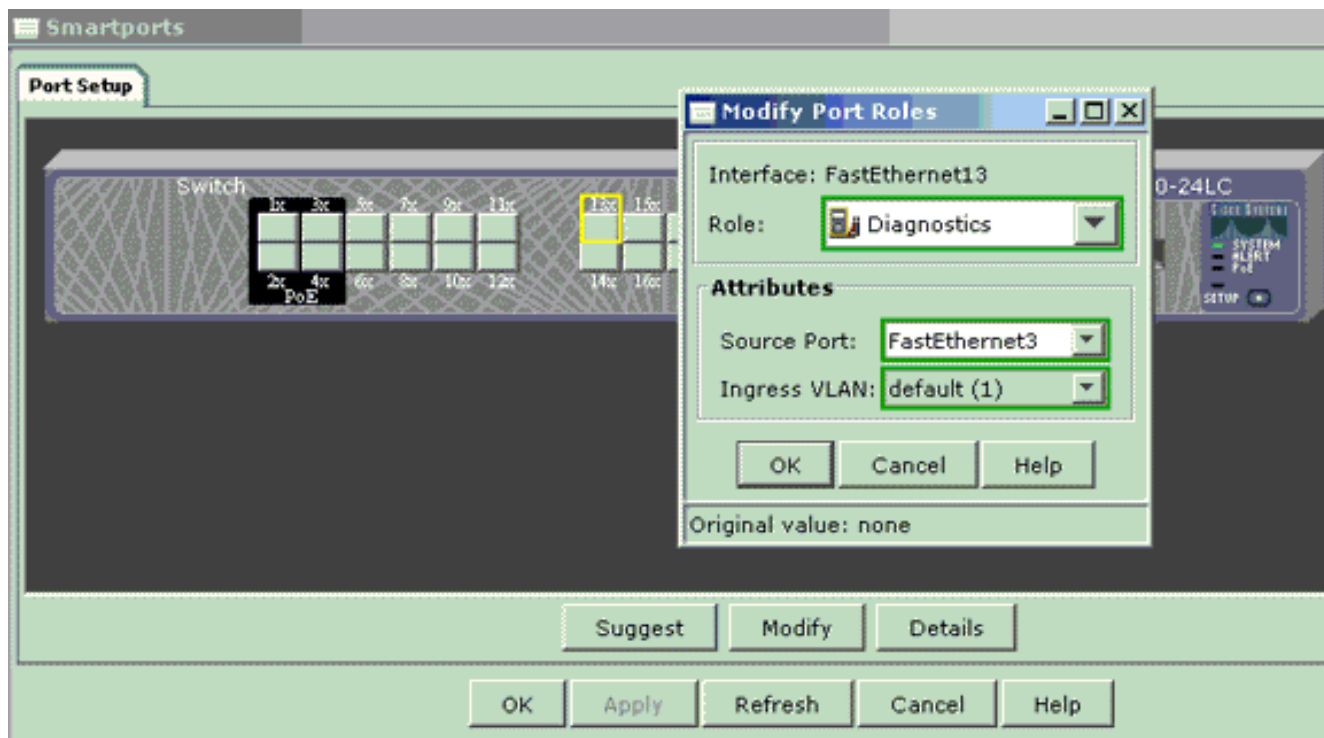 Smartports
Port Setup
Modify Port Roles
Interface: FastEthernet13
Role: Diagnostics
Switch
0-24LC
1x 3x 5x 7x 9x 11x 13x 15x
2x 4x 6x 8x 10x 12x 14x 16x
PoE
Cisco Systems
SYSTEM
ALERT
PoE
SETUP
Attributes
Source Port: FastEthernet3
Ingress VLAN: default (1)
OK Cancel Help
Original value: none
Suggest Modify Details
OK Apply Refresh Cancel Help